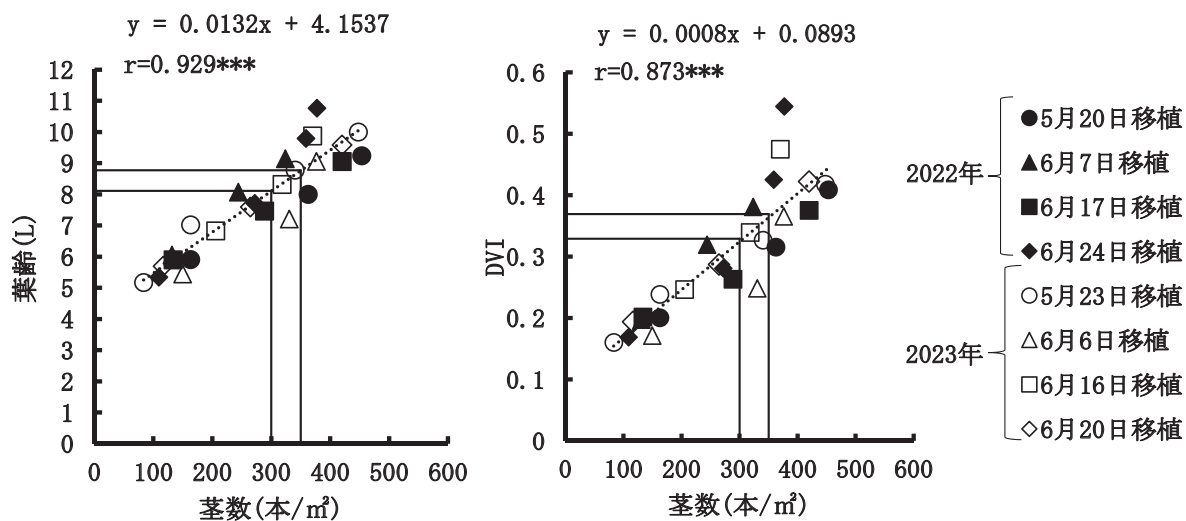 y = 0.0132x + 4.1537
r=0.929***
12
11
10
9
8
7
6
5
4
3
2
1
0
葉齢(L)
0 100 200 300 400 500 600
茎数(本/㎡)
y = 0.0008x + 0.0893
r=0.873***
0.6
0.5
0.4
0.3
0.2
0.1
0
DVI
0 100 200 300 400 500 600
茎数(本/㎡)
2022年
●5月20日移植
▲6月7日移植
■6月17日移植
◆6月24日移植
2023年
○5月23日移植
△6月6日移植
□6月16日移植
◇6月20日移植